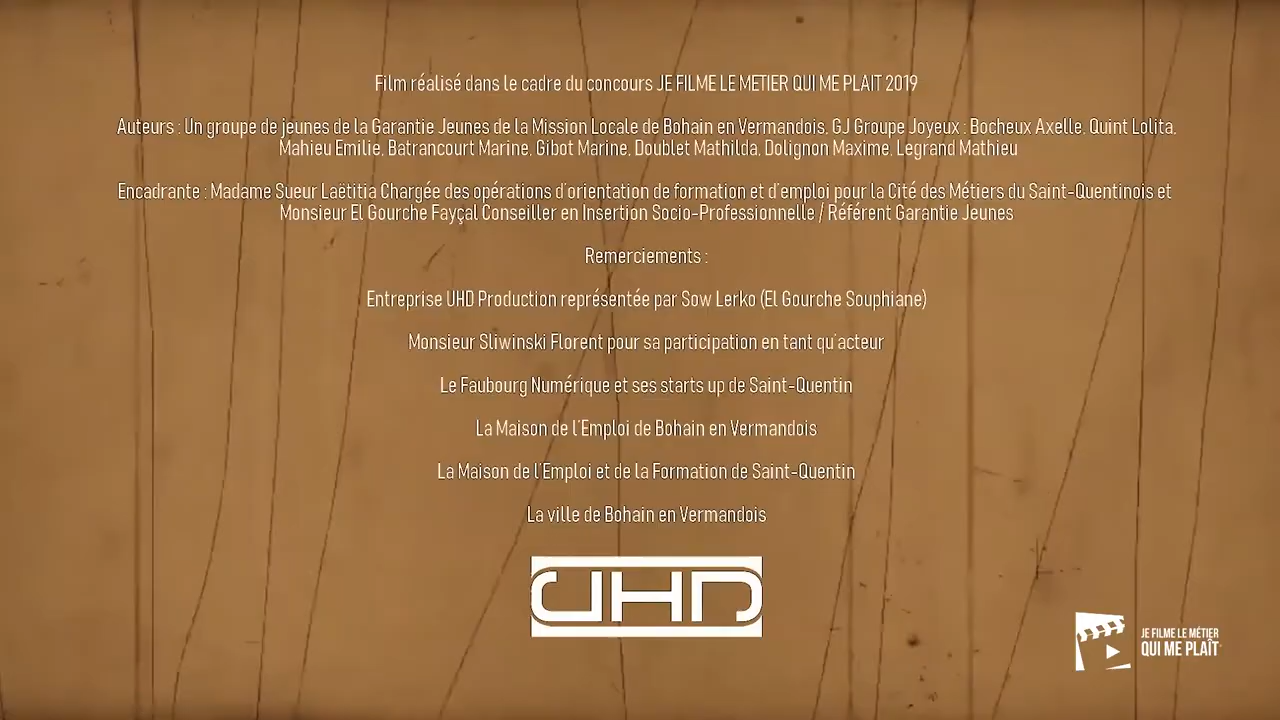 Film réalisé dans le cadre du concours JE FILME LE METIER QUI ME PLAIT 2019
Auteurs : Un groupe de jeunes de la Garantie Jeunes de la Mission Locale de Bohain en Vermandois, GJ Groupe Joyeux : Bocheux Axelle, Quint Lolita,
Mahieu Emilie, Batrancourt Marine, Gibot Marine, Doublet Mathilda, Dolignon Maxime, Legrand Mathieu
Encadrante : Madame Sueur Laëtitia Chargée des opérations d'orientation de formation et d'emploi pour la Cité des Métiers du Saint-Quentinois et
Monsieur El Gourche Fayçal Conseiller en Insertion Socio-Professionnelle / Référent Garantie Jeunes
Remerciements :
Entreprise UHD Production représentée par Sow Lerko (El Gourche Souphiane)
Monsieur Sliwinski Florent pour sa participation en tant qu'acteur
Le Faubourg Numérique et ses starts up de Saint-Quentin
La Maison de l'Emploi de Bohain en Vermandois
La Maison de l'Emploi et de la Formation de Saint-Quentin
La ville de Bohain en Vermandois
UHD
JE FILME LE MÉTIER
QUI ME PLAÎT